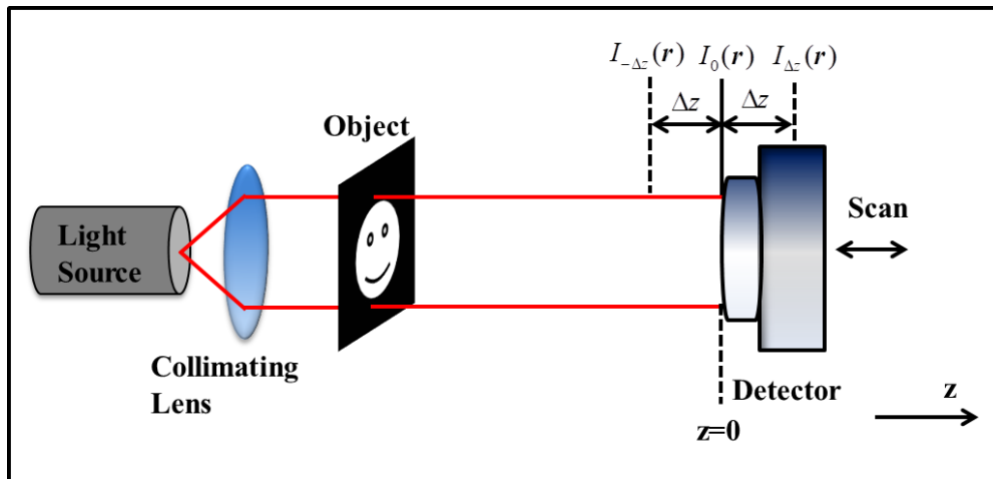 I_{-Δz}(r) I_0(r) I_{Δz}(r)
Δz Δz
Object
Light
Source
Scan
Collimating
Lens
Detector
z
z=0